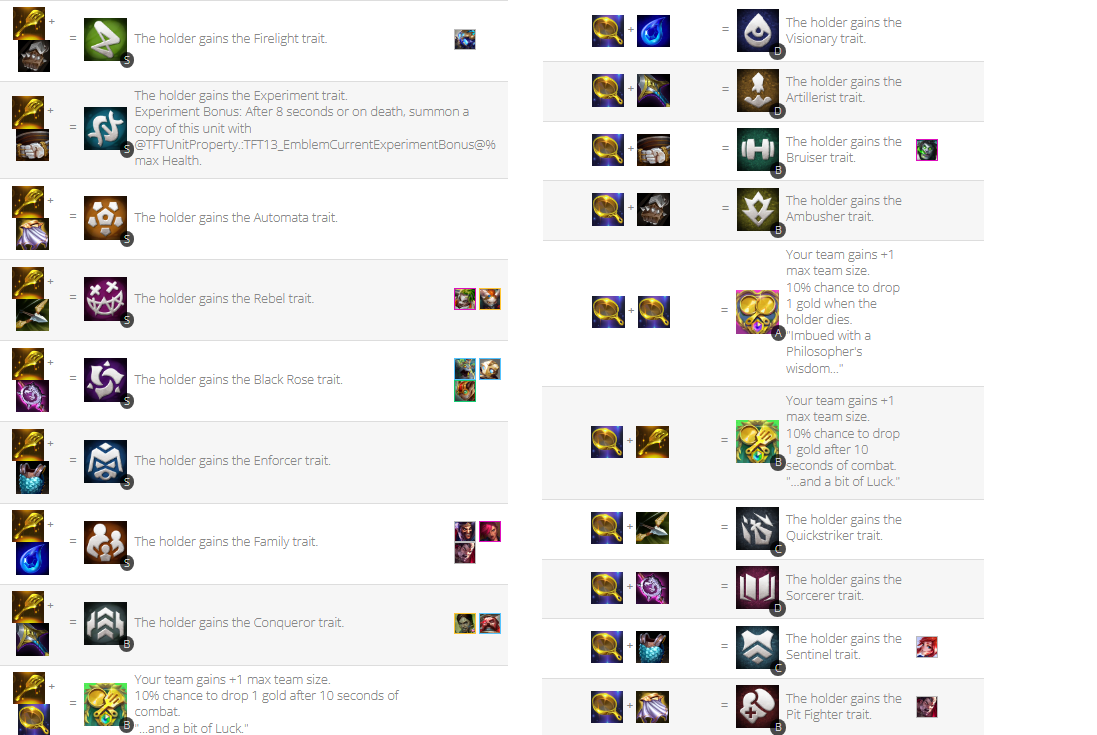 +
= S The holder gains the Firelight trait.
+
The holder gains the Experiment trait.
Experiment Bonus: After 8 seconds or on death, summon a
= copy of this unit with
S @TFTUnitProperty.:TFT13_EmblemCurrentExperimentBonus@%
max Health.
+
= S The holder gains the Automata trait.
+
= S The holder gains the Rebel trait.
+
= S The holder gains the Black Rose trait.
+
= S The holder gains the Enforcer trait.
+
= S The holder gains the Family trait.
+
= B The holder gains the Conqueror trait.
+
Your team gains +1 max team size.
10% chance to drop 1 gold after 10 seconds of
= B combat.
"...and a bit of Luck."
+ = D The holder gains the
Visionary trait.
+ = D The holder gains the
Artillerist trait.
+ = B The holder gains the
Bruiser trait.
+ = B The holder gains the
Ambusher trait.
Your team gains +1
max team size.
10% chance to drop
+ = A 1 gold when the
holder dies.
"Imbued with a
Philosopher's
wisdom..."
Your team gains +1
max team size.
+ = B 10% chance to drop
1 gold after 10
seconds of combat.
"...and a bit of Luck."
+ = C The holder gains the
Quickstriker trait.
+ = D The holder gains the
Sorcerer trait.
+ = C The holder gains the
Sentinel trait.
+ = B The holder gains the
Pit Fighter trait.